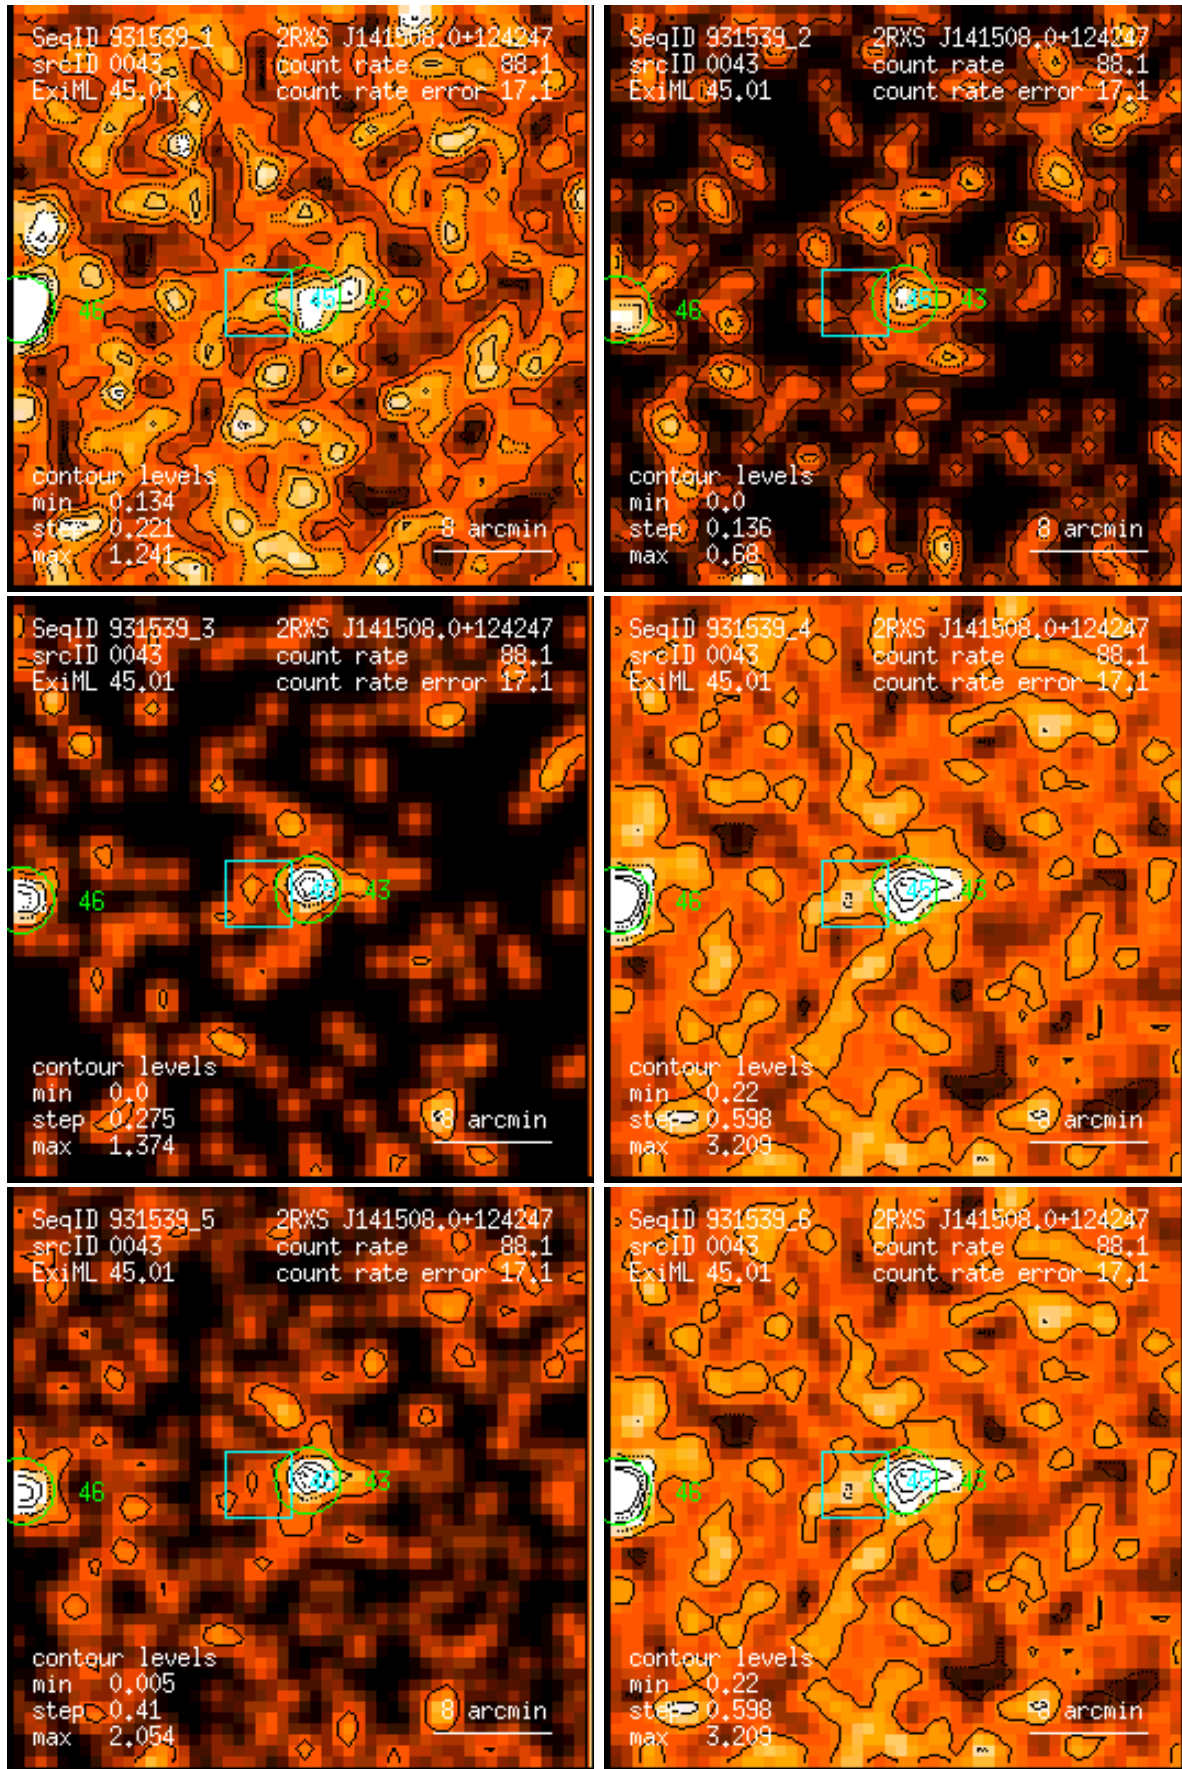 SeqID 931539_1 2RXS J141508.0+124247
srcID 0043 count rate 88.1
ExiML 45.01 count rate error 17.1
45 43
46
contour levels
min 0.134
step 0.221 8 arcmin
max 1.241
SeqID 931539_2 2RXS J141508.0+124247
srcID 0043 count rate 88.1
ExiML 45.01 count rate error 17.1
45 43
46
contour levels
min 0.0
step 0.136 8 arcmin
max 0.68
SeqID 931539_3 2RXS J141508.0+124247
srcID 0043 count rate 88.1
ExiML 45.01 count rate error 17.1
45 43
46
contour levels
min 0.0
step 0.275 8 arcmin
max 1.374
SeqID 931539_4 2RXS J141508.0+124247
srcID 0043 count rate 88.1
ExiML 45.01 count rate error 17.1
45 43
46
contour levels
min 0.22
step 0.598 8 arcmin
max 3.209
SeqID 931539_5 2RXS J141508.0+124247
srcID 0043 count rate 88.1
ExiML 45.01 count rate error 17.1
45 43
46
contour levels
min 0.005
step 0.41 8 arcmin
max 2.054
SeqID 931539_6 2RXS J141508.0+124247
srcID 0043 count rate 88.1
ExiML 45.01 count rate error 17.1
45 43
46
contour levels
min 0.22
step 0.598 8 arcmin
max 3.209